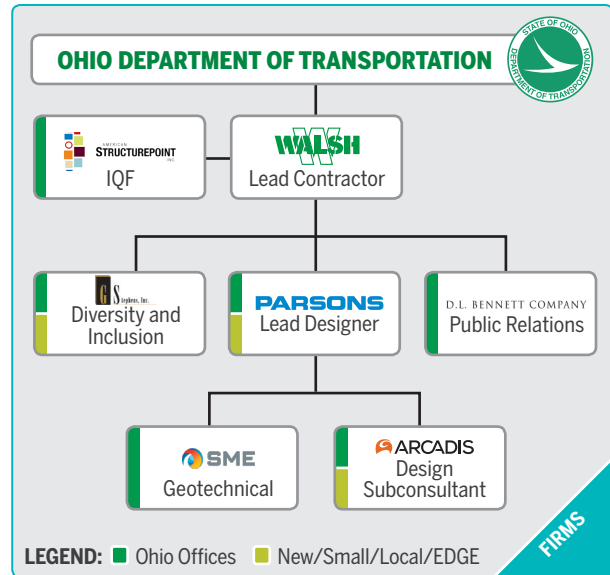 OHIO DEPARTMENT OF TRANSPORTATION
STATE OF OHIO
DEPARTMENT OF TRANSPORTATION
AMERICAN
STRUCTUREPOINT
INC.
IQF
WALSH
Lead Contractor
G Stephens, Inc.
Diversity and
Inclusion
PARSONS
Lead Designer
D.L. BENNETT COMPANY
Public Relations
SME
Geotechnical
ARCADIS
Design
Subconsultant
LEGEND: Ohio Offices New/Small/Local/EDGE
FIRMS